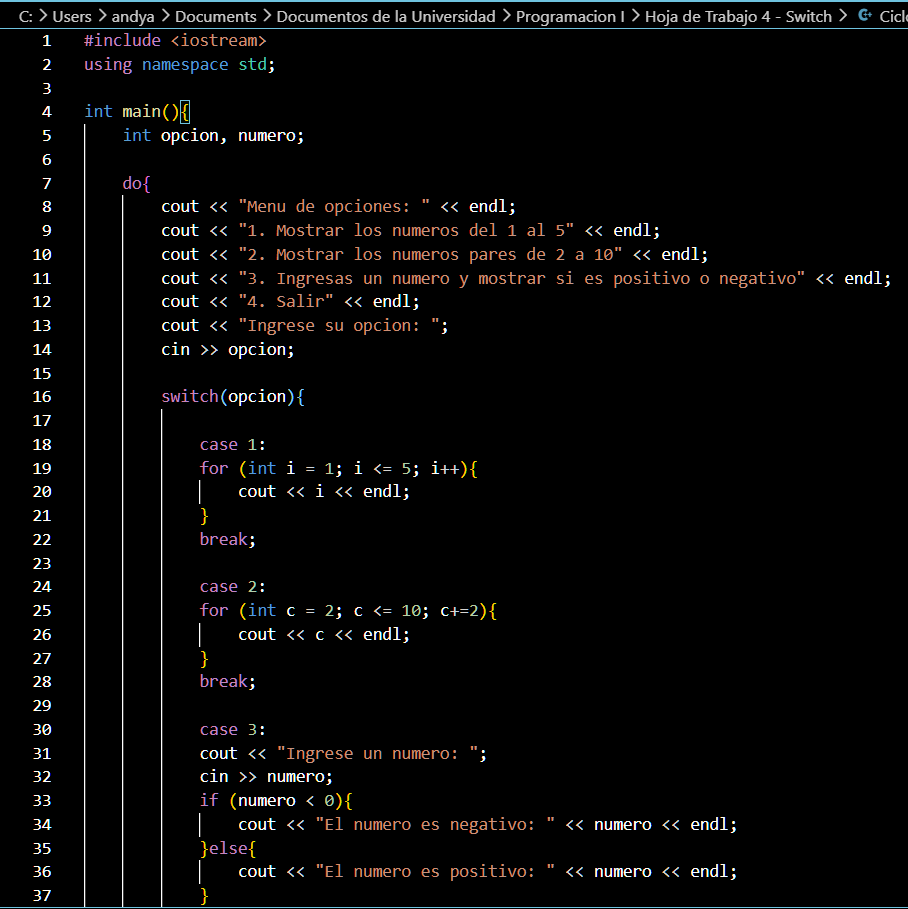 C: > Users > andya > Documents > Documentos de la Universidad > Programacion I > Hoja de Trabajo 4 - Switch >
1 #include <iostream>
2 using namespace std;
3
4 int main(){
5 int opcion, numero;
6
7 do{
8 cout << "Menu de opciones: " << endl;
9 cout << "1. Mostrar los numeros del 1 al 5" << endl;
10 cout << "2. Mostrar los numeros pares de 2 a 10" << endl;
11 cout << "3. Ingresas un numero y mostrar si es positivo o negativo" << endl;
12 cout << "4. Salir" << endl;
13 cout << "Ingrese su opcion: ";
14 cin >> opcion;
15
16 switch(opcion){
17
18 case 1:
19 for (int i = 1; i <= 5; i++){
20 cout << i << endl;
21 }
22 break;
23
24 case 2:
25 for (int c = 2; c <= 10; c+=2){
26 cout << c << endl;
27 }
28 break;
29
30 case 3:
31 cout << "Ingrese un numero: ";
32 cin >> numero;
33 if (numero < 0){
34 cout << "El numero es negativo: " << numero << endl;
35 }else{
36 cout << "El numero es positivo: " << numero << endl;
37 }